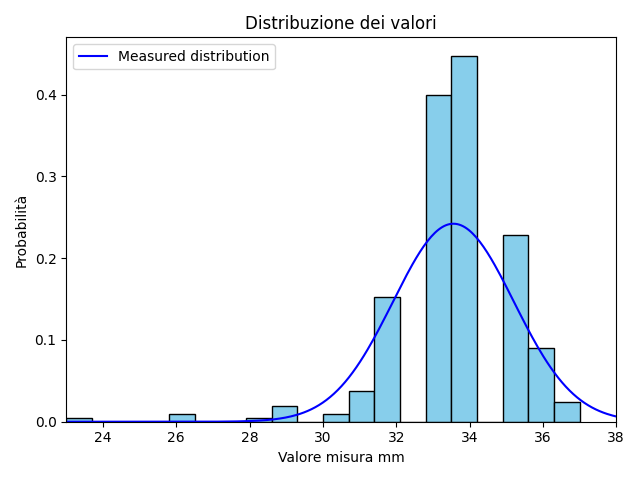 Distribuzione dei valori
Measured distribution
Probabilità
0.4
0.3
0.2
0.1
0.0
24 26 28 30 32 34 36 38
Valore misura mm